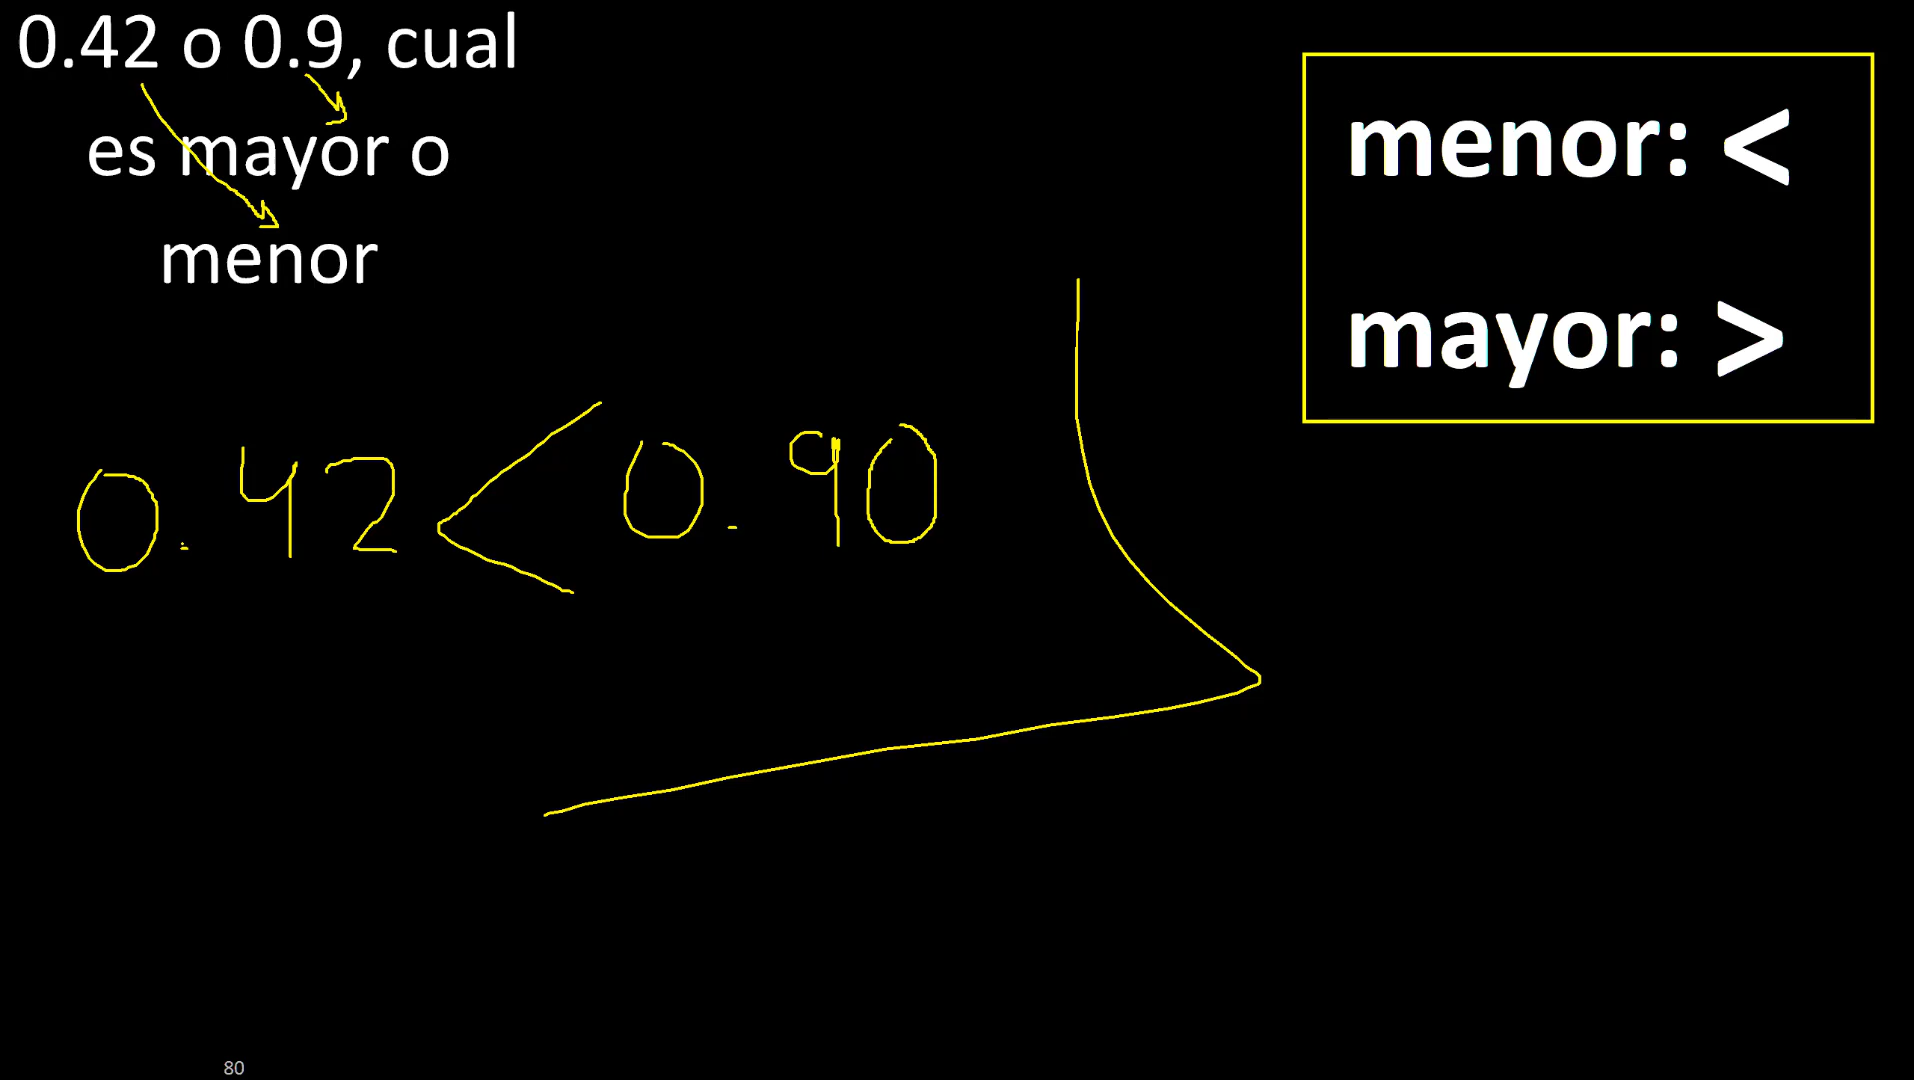 0.42 o 0.9, cual
es mayor o
menor
menor: <
mayor: >
0.42 < 0.90
80